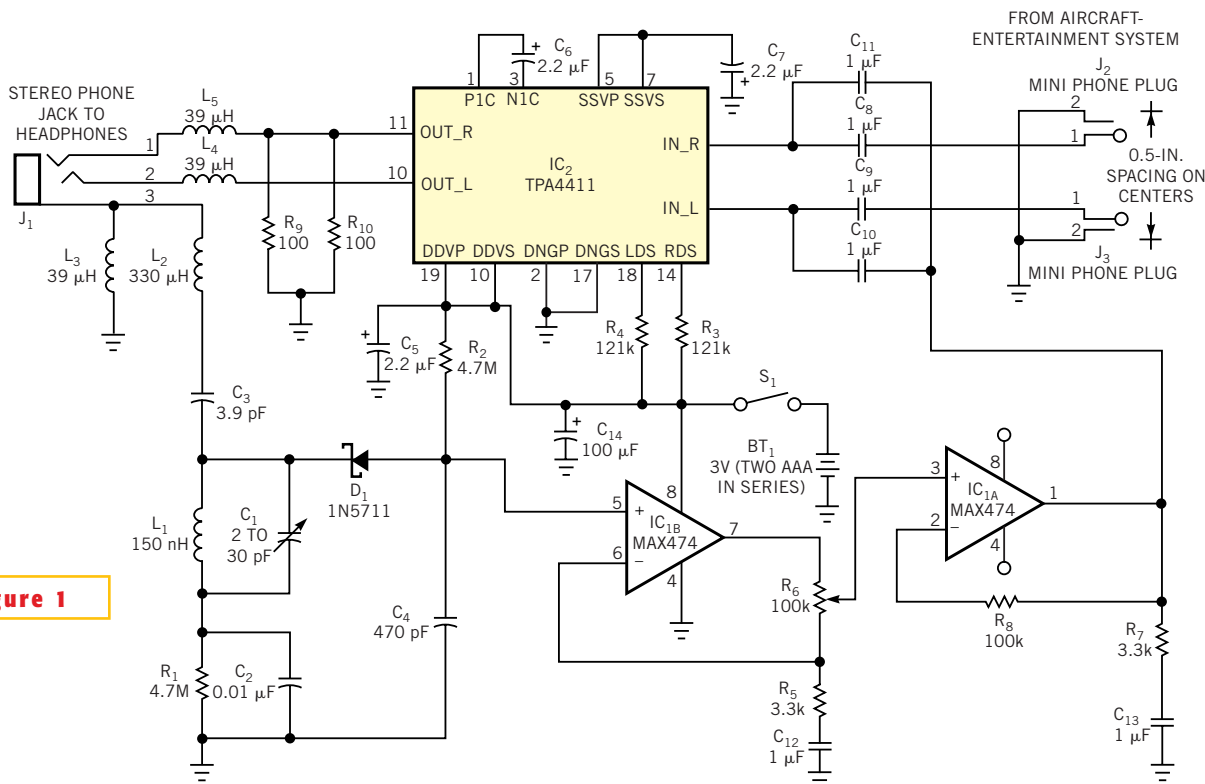 FROM AIRCRAFT-
ENTERTAINMENT SYSTEM
J2
MINI PHONE PLUG
2
1
0.5-IN.
SPACING ON
CENTERS
1
2
J3
MINI PHONE PLUG
C11
1 µF
C8
1 µF
C9
1 µF
C10
1 µF
C6
2.2 µF
+
C7
2.2 µF
+
1
3
5
7
P1C
N1C
SSVP
SSVS
STEREO PHONE
JACK TO
HEADPHONES
L5
39 µH
L4
39 µH
1
2
3
J1
11
OUT_R
10
OUT_L
IC2
TPA4411
IN_R
IN_L
DDVP
DDVS
DNGP
DNGS
LDS
RDS
19
10
2
17
18
14
R9
100
R10
100
L3
39 µH
L2
330 µH
C3
3.9 pF
+
C5
2.2 µF
R2
4.7M
R4
121k
R3
121k
+
C14
100 µF
S1
BT1
3V (TWO AAA
IN SERIES)
D1
1N5711
L1
150 nH
C1
2 TO
30 pF
R1
4.7M
C2
0.01 µF
C4
470 pF
5
+
6
–
IC1B
MAX474
8
4
7
R6
100k
R5
3.3k
C12
1 µF
3
+
2
–
IC1A
MAX474
8
4
1
R8
100k
R7
3.3k
C13
1 µF
gure 1